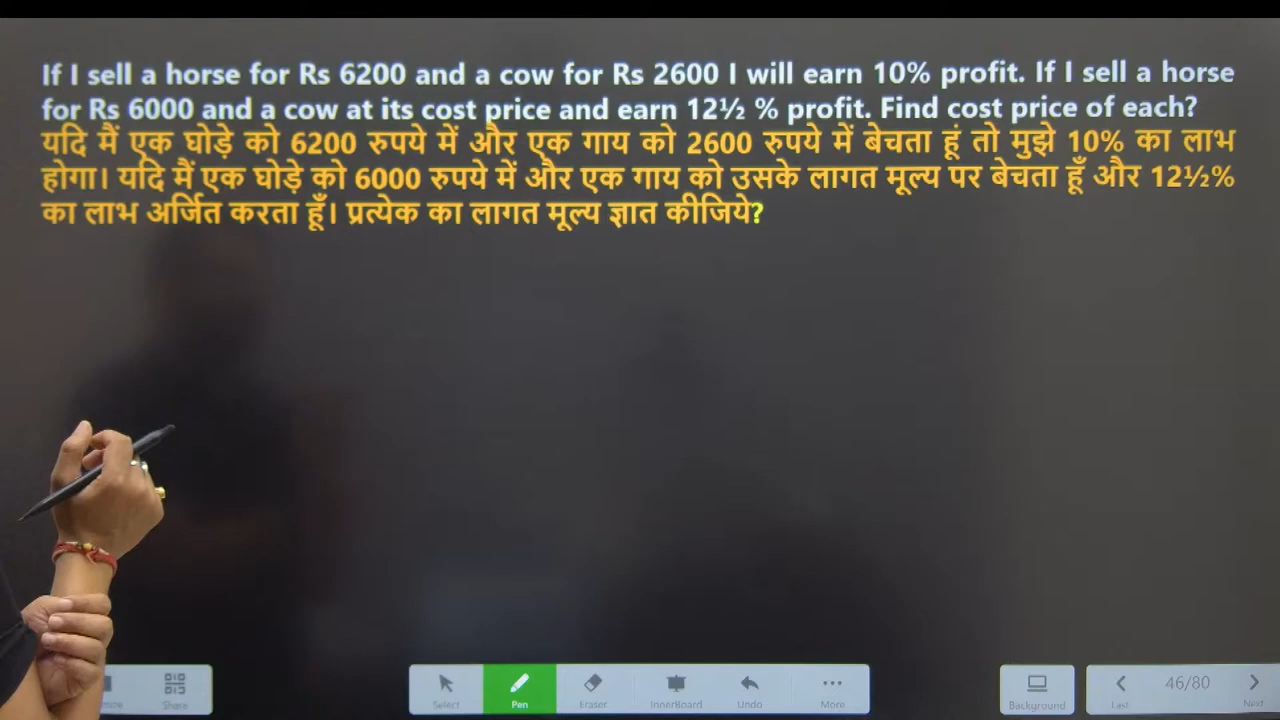 If I sell a horse for Rs 6200 and a cow for Rs 2600 I will earn 10% profit. If I sell a horse
for Rs 6000 and a cow at its cost price and earn 12½ % profit. Find cost price of each?
यदि मैं एक घोड़े को 6200 रुपये में और एक गाय को 2600 रुपये में बेचता हूं तो मुझे 10% का लाभ
होगा। यदि मैं एक घोड़े को 6000 रुपये में और एक गाय को उसके लागत मूल्य पर बेचता हूँ और 12½%
का लाभ अर्जित करता हूँ। प्रत्येक का लागत मूल्य ज्ञात कीजिये?
Share
Select
Pen
Eraser
InnerBoard
Undo
More
Background
Last
46/80
Next